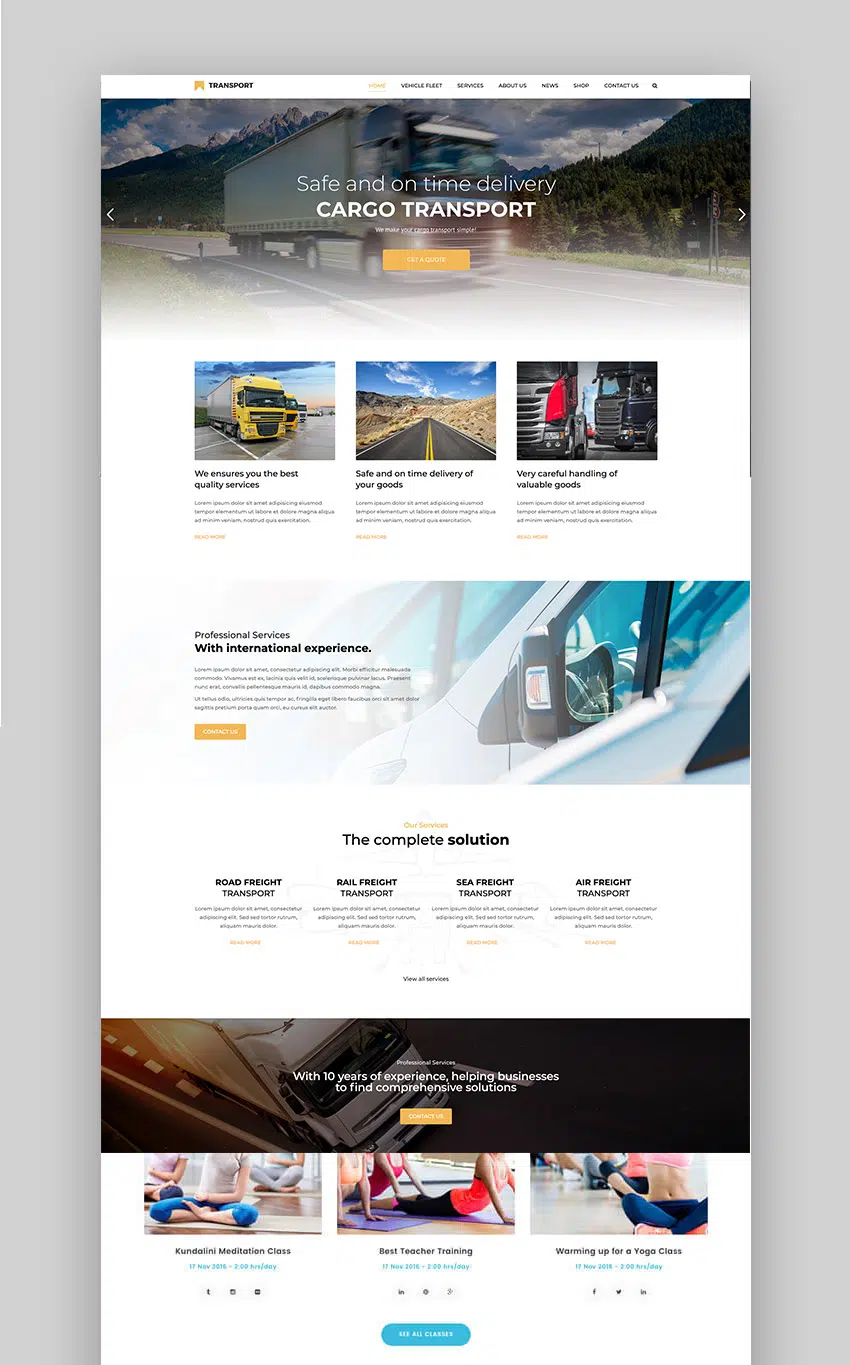 TRANSPORT
HOME VEHICLE FLEET SERVICES ABOUT US NEWS SHOP CONTACT US
Safe and on time delivery
CARGO TRANSPORT
We make your cargo transport simple!
GET A QUOTE
We ensures you the best
quality services
Lorem ipsum dolor sit amet adipisicing eiusmod
tempor elementum ut labore et dolore magna aliqua
ad minim veniam, nostrud quis exercitation.
READ MORE
Safe and on time delivery of
your goods
Lorem ipsum dolor sit amet adipisicing eiusmod
tempor elementum ut labore et dolore magna aliqua
ad minim veniam, nostrud quis exercitation.
READ MORE
Very careful handling of
valuable goods
Lorem ipsum dolor sit amet adipisicing eiusmod
tempor elementum ut labore et dolore magna aliqua
ad minim veniam, nostrud quis exercitation.
READ MORE
Professional Services
With international experience.
Lorem ipsum dolor sit amet, consectetur adipiscing elit. Morbi efficitur malesuada
commodo. Vivamus est ex, lacinia quis velit id, scelerisque pulvinar lacus. Praesent
nunc erat, convallis pellentesque mauris id, dapibus commodo magna.
Ut tellus odio, ultricies quis tempor ac, fringilla eget libero faucibus orci sit amet dolor
segittis pretium porta quam orci, eu cursus elit auctor.
CONTACT US
Our Services
The complete solution
ROAD FREIGHT
TRANSPORT
Lorem ipsum dolor sit amet, consectetur
adipiscing elit. Sed sed tortor rutrum,
aliquam mauris dolor.
READ MORE
RAIL FREIGHT
TRANSPORT
Lorem ipsum dolor sit amet, consectetur
adipiscing elit. Sed sed tortor rutrum,
aliquam mauris dolor.
READ MORE
SEA FREIGHT
TRANSPORT
Lorem ipsum dolor sit amet, consectetur
adipiscing elit. Sed sed tortor rutrum,
aliquam mauris dolor.
READ MORE
AIR FREIGHT
TRANSPORT
Lorem ipsum dolor sit amet, consectetur
adipiscing elit. Sed sed tortor rutrum,
aliquam mauris dolor.
READ MORE
View all services
Professional Services
With 10 years of experience, helping businesses
to find comprehensive solutions
CONTACT US
Kundalini Meditation Class
17 Nov 2016 - 2:00 hrs/day
Best Teacher Training
17 Nov 2016 - 2:00 hrs/day
Warming up for a Yoga Class
17 Nov 2016 - 2:00 hrs/day
SEE ALL CLASSES